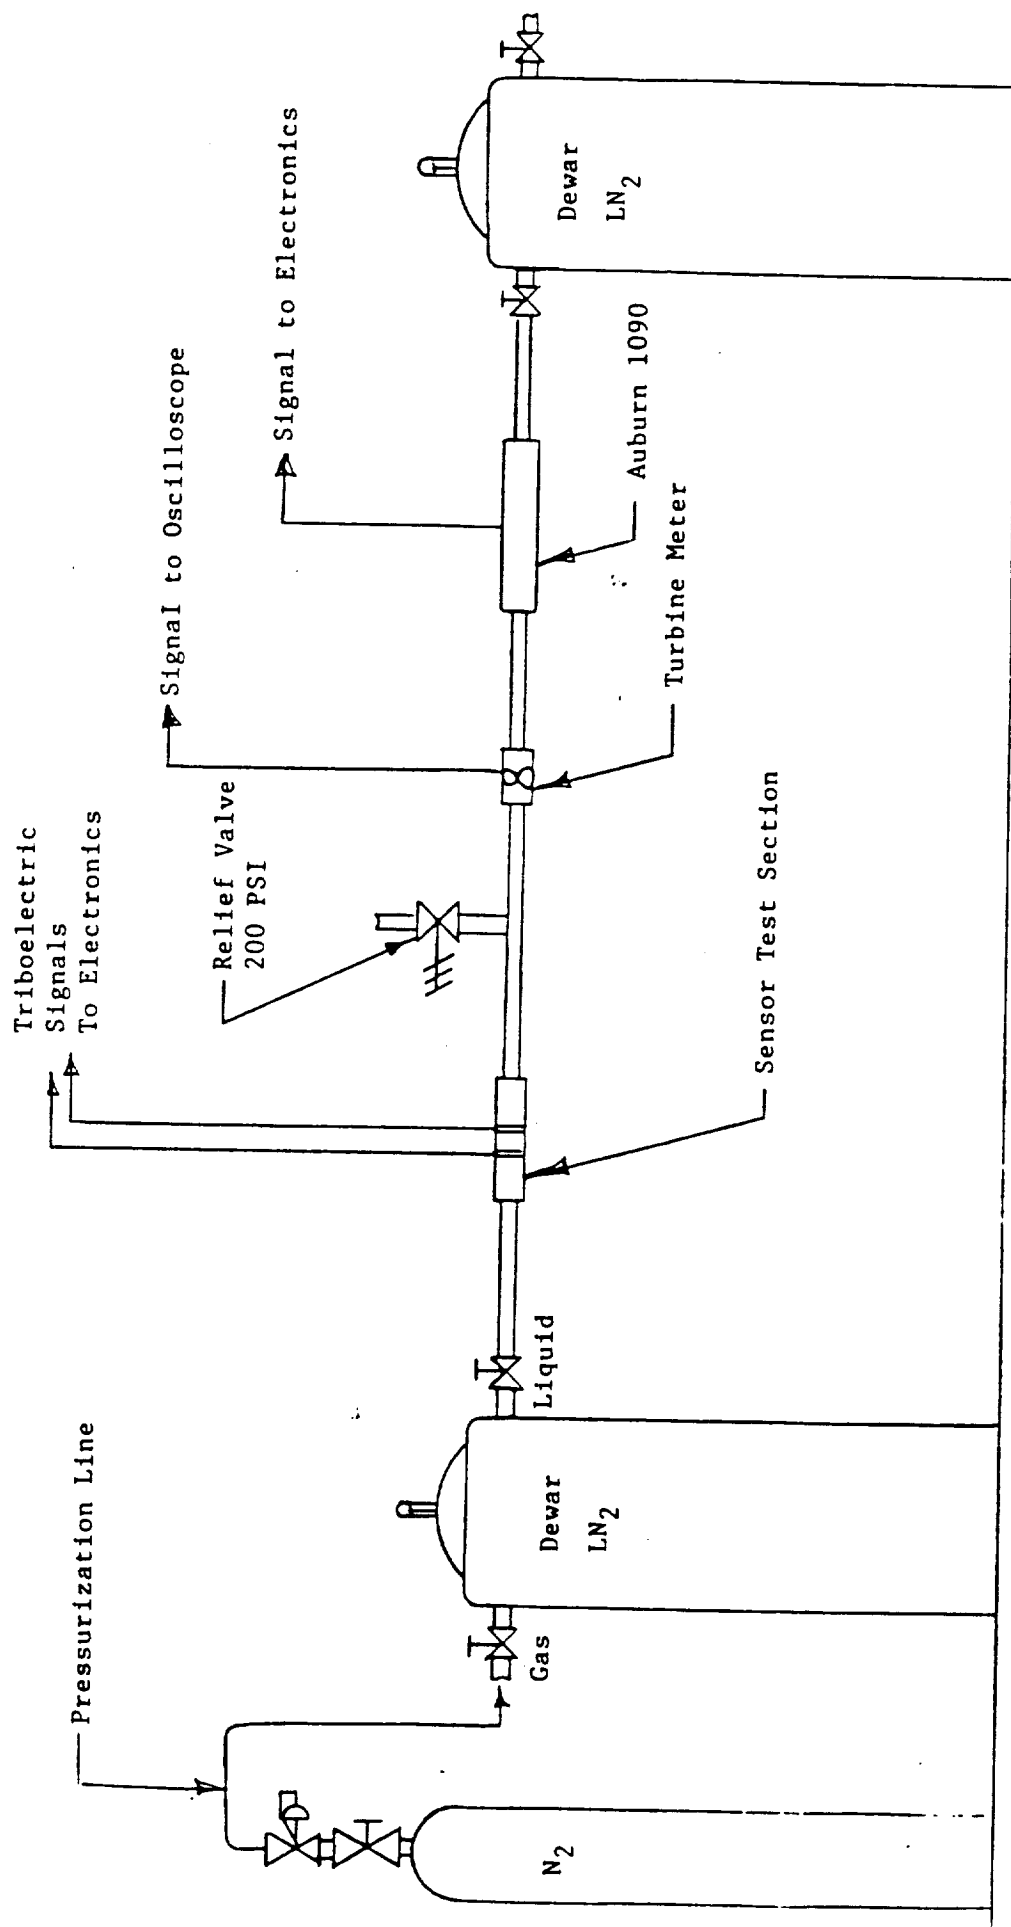 Triboelectric
Signals
To Electronics
Signal to Oscilloscope
Signal to Electronics
Pressurization Line
Relief Valve
200 PSI
N2
Gas
Dewar
LN2
Liquid
Sensor Test Section
Turbine Meter
Auburn 1090
Dewar
LN2